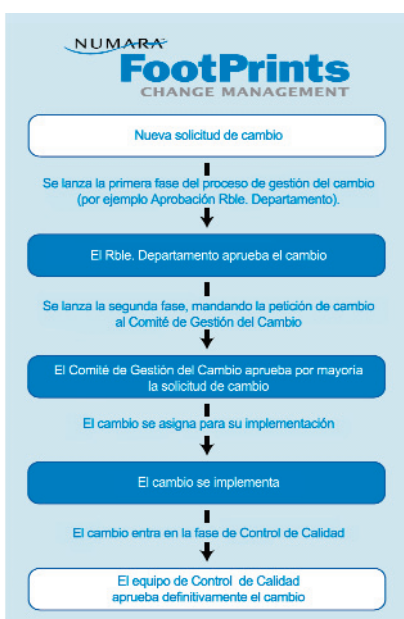 NUMARA
FootPrints
CHANGE MANAGEMENT
Nueva solicitud de cambio
Se lanza la primera fase del proceso de gestión del cambio
(por ejemplo Aprobación Rble. Departamento).
El Rble. Departamento aprueba el cambio
Se lanza la segunda fase, mandando la petición de cambio
al Comité de Gestión del Cambio
El Comité de Gestión del Cambio aprueba por mayoría
la solicitud de cambio
El cambio se asigna para su implementación
El cambio se implementa
El cambio entra en la fase de Control de Calidad
El equipo de Control de Calidad
aprueba definitivamente el cambio